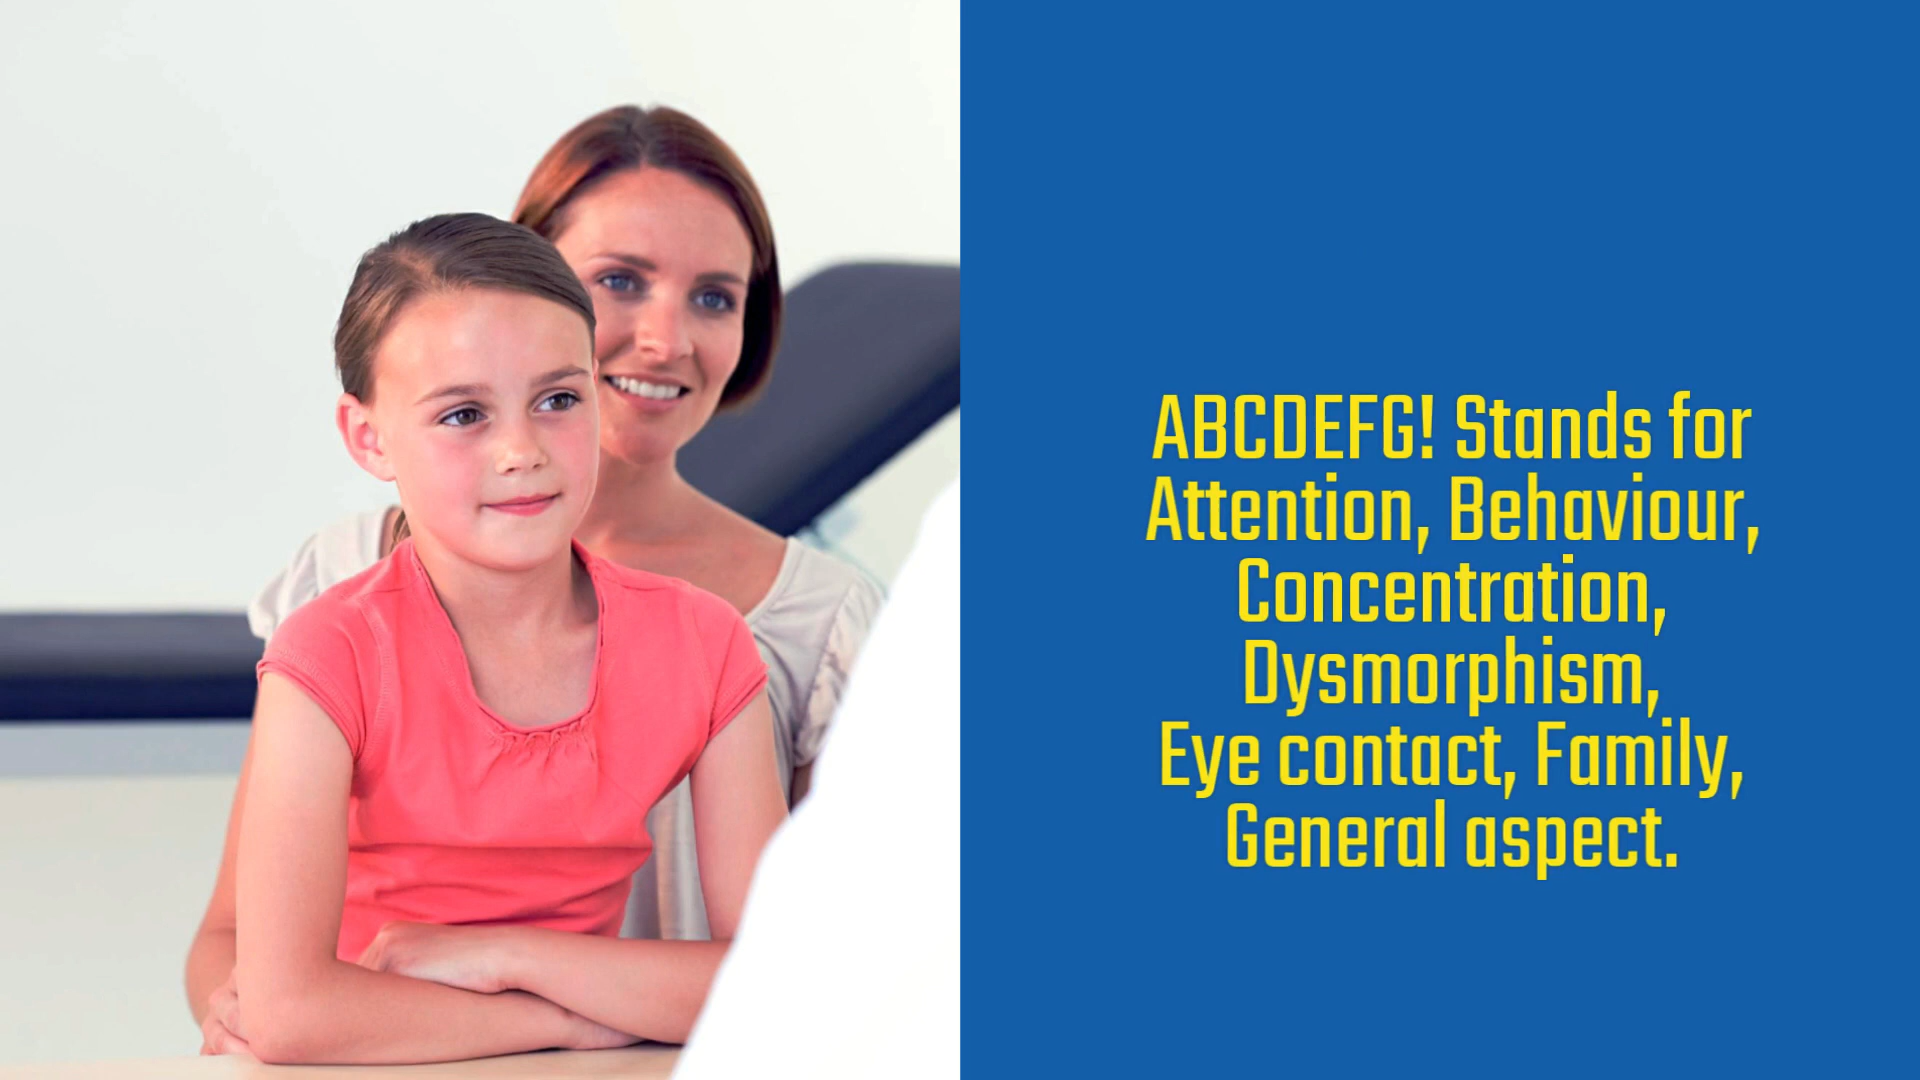 ABCDEFG! Stands for
Attention, Behaviour,
Concentration,
Dysmorphism,
Eye contact, Family,
General aspect.